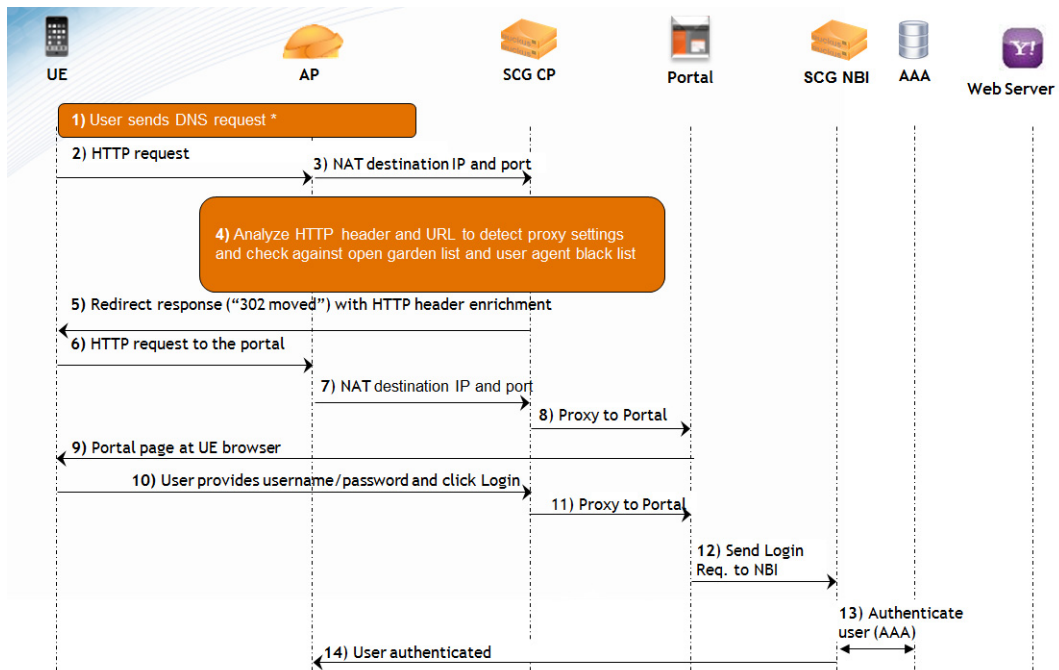 UE
AP
SCG CP
Portal
SCG NBI
AAA
Y!
Web Server
1) User sends DNS request *
2) HTTP request
3) NAT destination IP and port
4) Analyze HTTP header and URL to detect proxy settings
and check against open garden list and user agent black list
5) Redirect response (“302 moved”) with HTTP header enrichment
6) HTTP request to the portal
7) NAT destination IP and port
8) Proxy to Portal
9) Portal page at UE browser
10) User provides username/password and click Login
11) Proxy to Portal
12) Send Login
Req. to NBI
13) Authenticate
user (AAA)
14) User authenticated